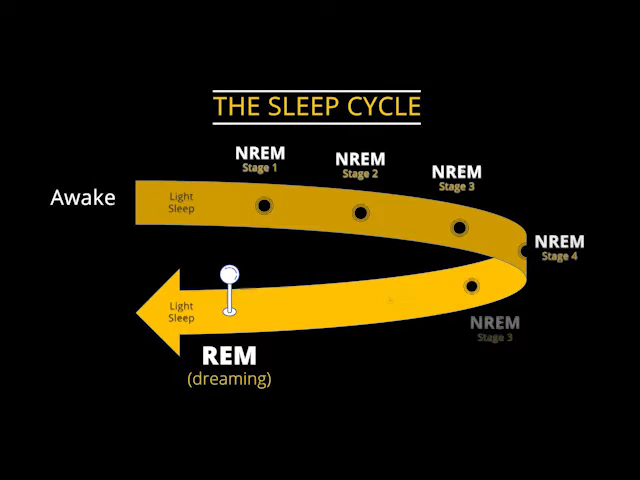 THE SLEEP CYCLE
NREM
Stage 1
NREM
Stage 2
NREM
Stage 3
Awake
Light
Sleep
NREM
Stage 4
Light
Sleep
NREM
Stage 3
REM
(dreaming)